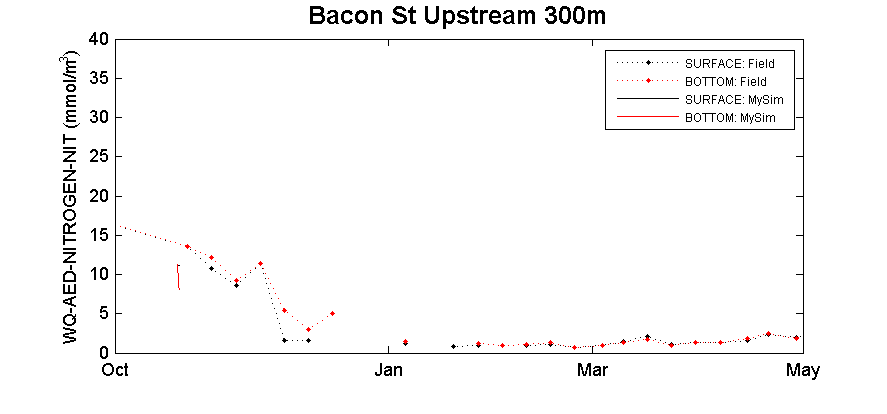 Bacon St Upstream 300m
WQ-AED-NITROGEN-NIT (mmol/m³)
40
35
30
25
20
15
10
5
0
Oct Jan Mar May
SURFACE: Field
BOTTOM: Field
SURFACE: MySim
BOTTOM: MySim